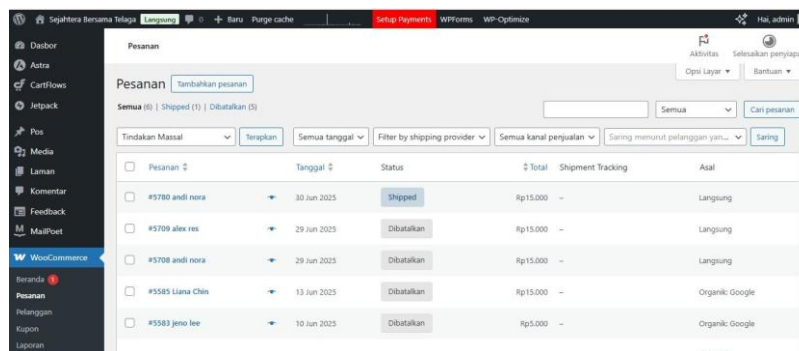 Sejahtera Bersama Telaga Langsung 0 + Baru Purge cache Setup Payments WPForms WP-Optimize Hai, admin
Dasbor
Astra
CartFlows
Jetpack
Pos
Media
Laman
Komentar
Feedback
MailPoet
WooCommerce
Beranda 1
Pesanan
Pelanggan
Kupon
Laporan
Pesanan
Aktivitas Selesaikan penyiapa
Opsi Layar Bantuan
Pesanan Tambahkan pesanan
Semua (6) | Shipped (1) | Dibatalkan (5)
Semua Cari pesanan
Tindakan Massal Terapkan Semua tanggal Filter by shipping provider Semua kanal penjualan Saring menurut pelanggan yan... Saring
Pesanan Tanggal Status Total Shipment Tracking Asal
#5780 andi nora 30 Jun 2025 Shipped Rp15.000 – Langsung
#5709 alex res 29 Jun 2025 Dibatalkan Rp15.000 – Langsung
#5708 andi nora 29 Jun 2025 Dibatalkan Rp15.000 – Langsung
#5585 Liana Chin 13 Jun 2025 Dibatalkan Rp15.000 – Organik: Google
#5583 jeno lee 10 Jun 2025 Dibatalkan Rp5.000 – Organik: Google